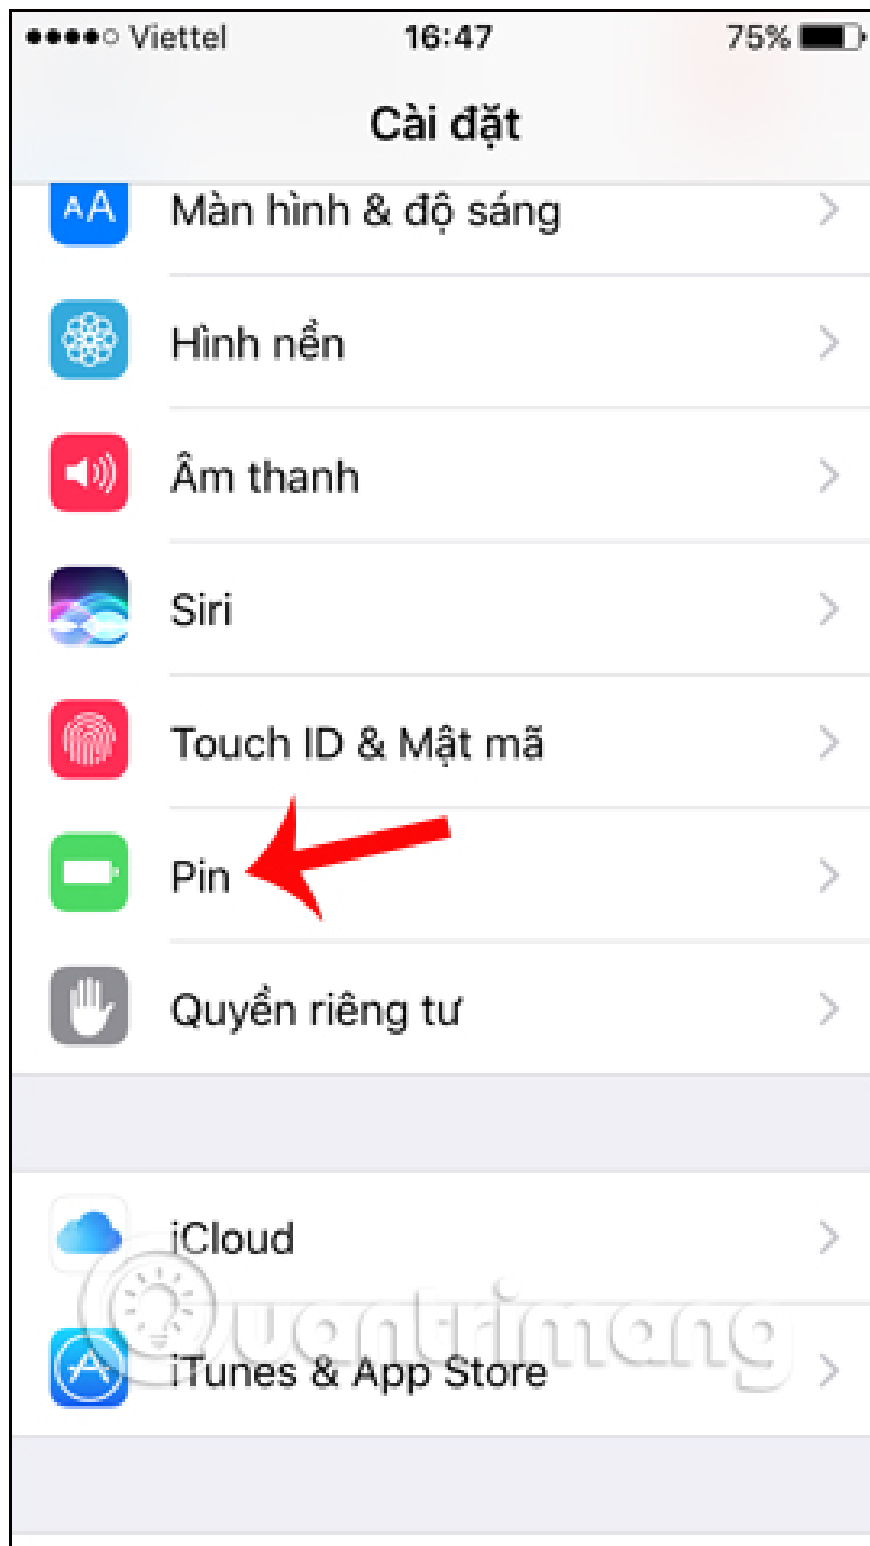 Viettel 16:47 75%
Cài đặt
AA Màn hình & độ sáng
Hình nền
Âm thanh
Siri
Touch ID & Mật mã
Pin
Quyền riêng tư
iCloud
Quantrimang
iTunes & App Store